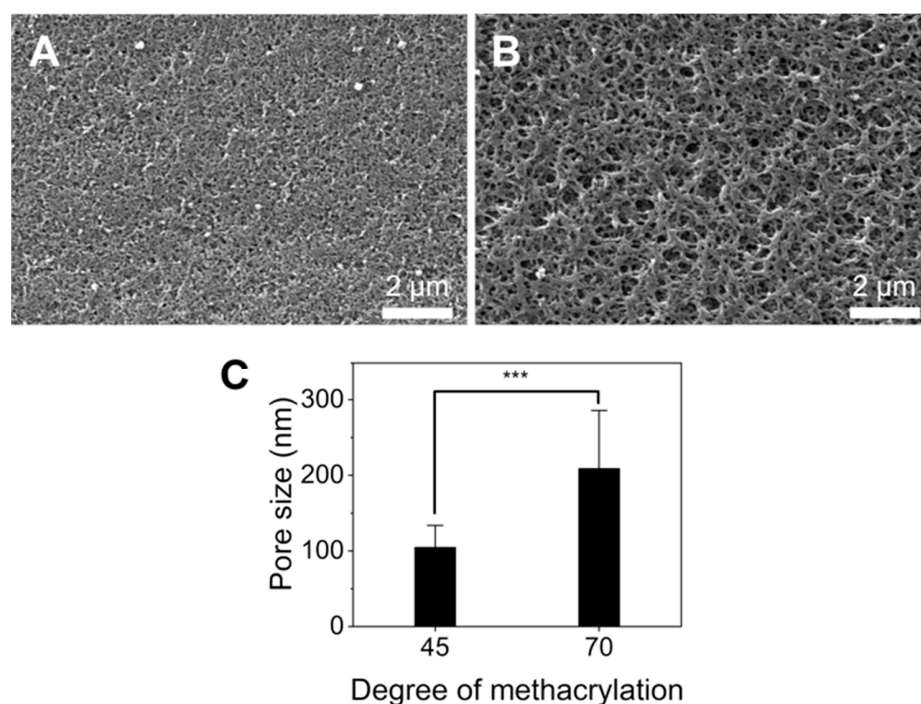 A
B
2 µm
2 µm
C
***
Pore size (nm)
300
200
100
0
45
70
Degree of methacrylation